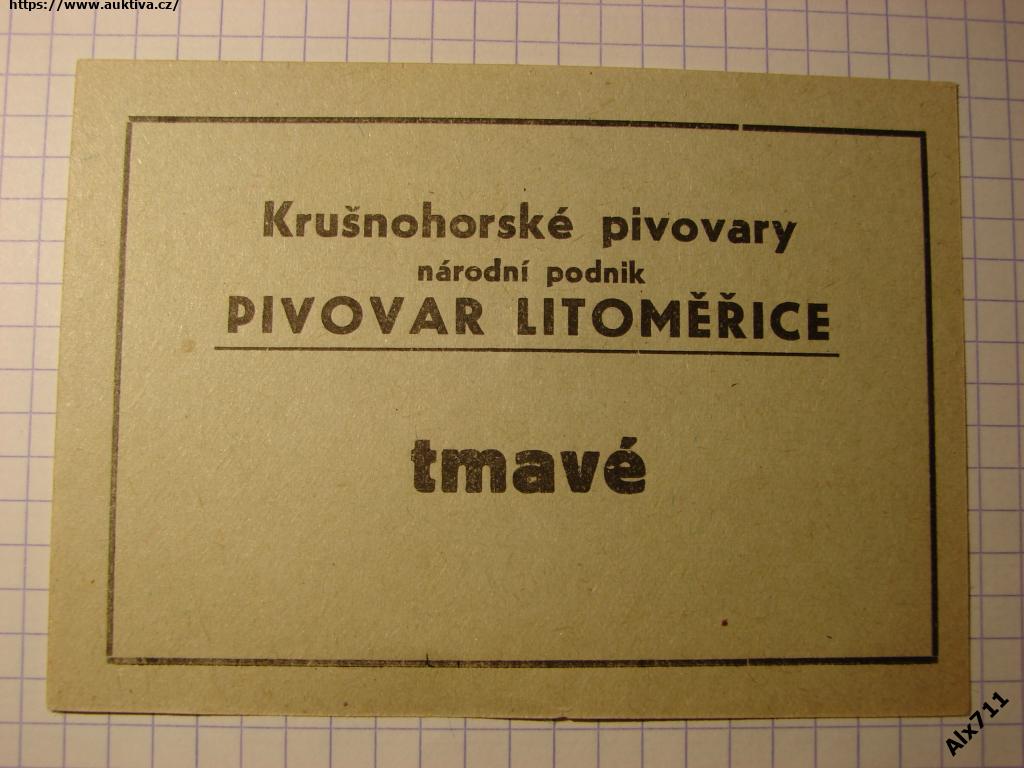 https://www.auktiva.cz/
Krušnohorské pivovary
národní podnik
PIVOVAR LITOMĚŘICE
tmavé
Alx711